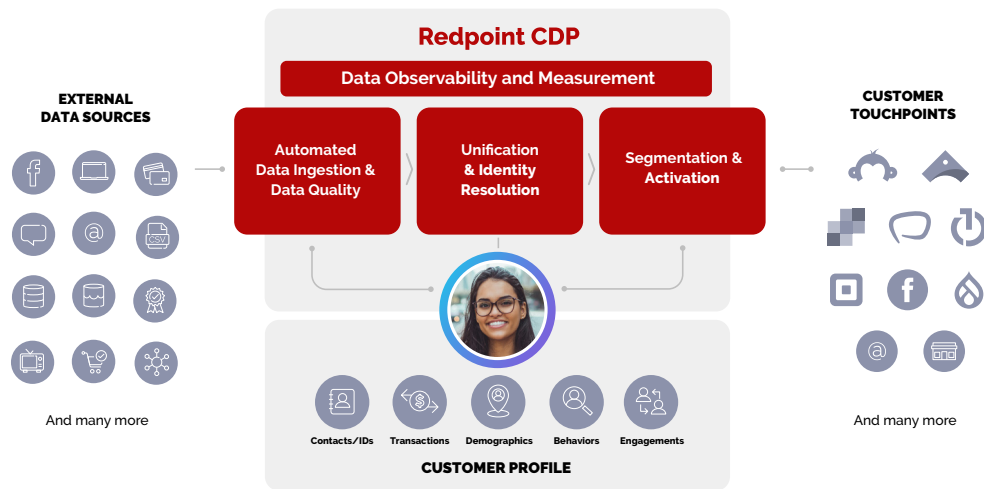 Redpoint CDP
Data Observability and Measurement
EXTERNAL
DATA SOURCES
CSV
And many more
Automated
Data Ingestion &
Data Quality
Unification
& Identity
Resolution
Segmentation &
Activation
Contacts/IDs
Transactions
Demographics
Behaviors
Engagements
CUSTOMER PROFILE
CUSTOMER
TOUCHPOINTS
And many more